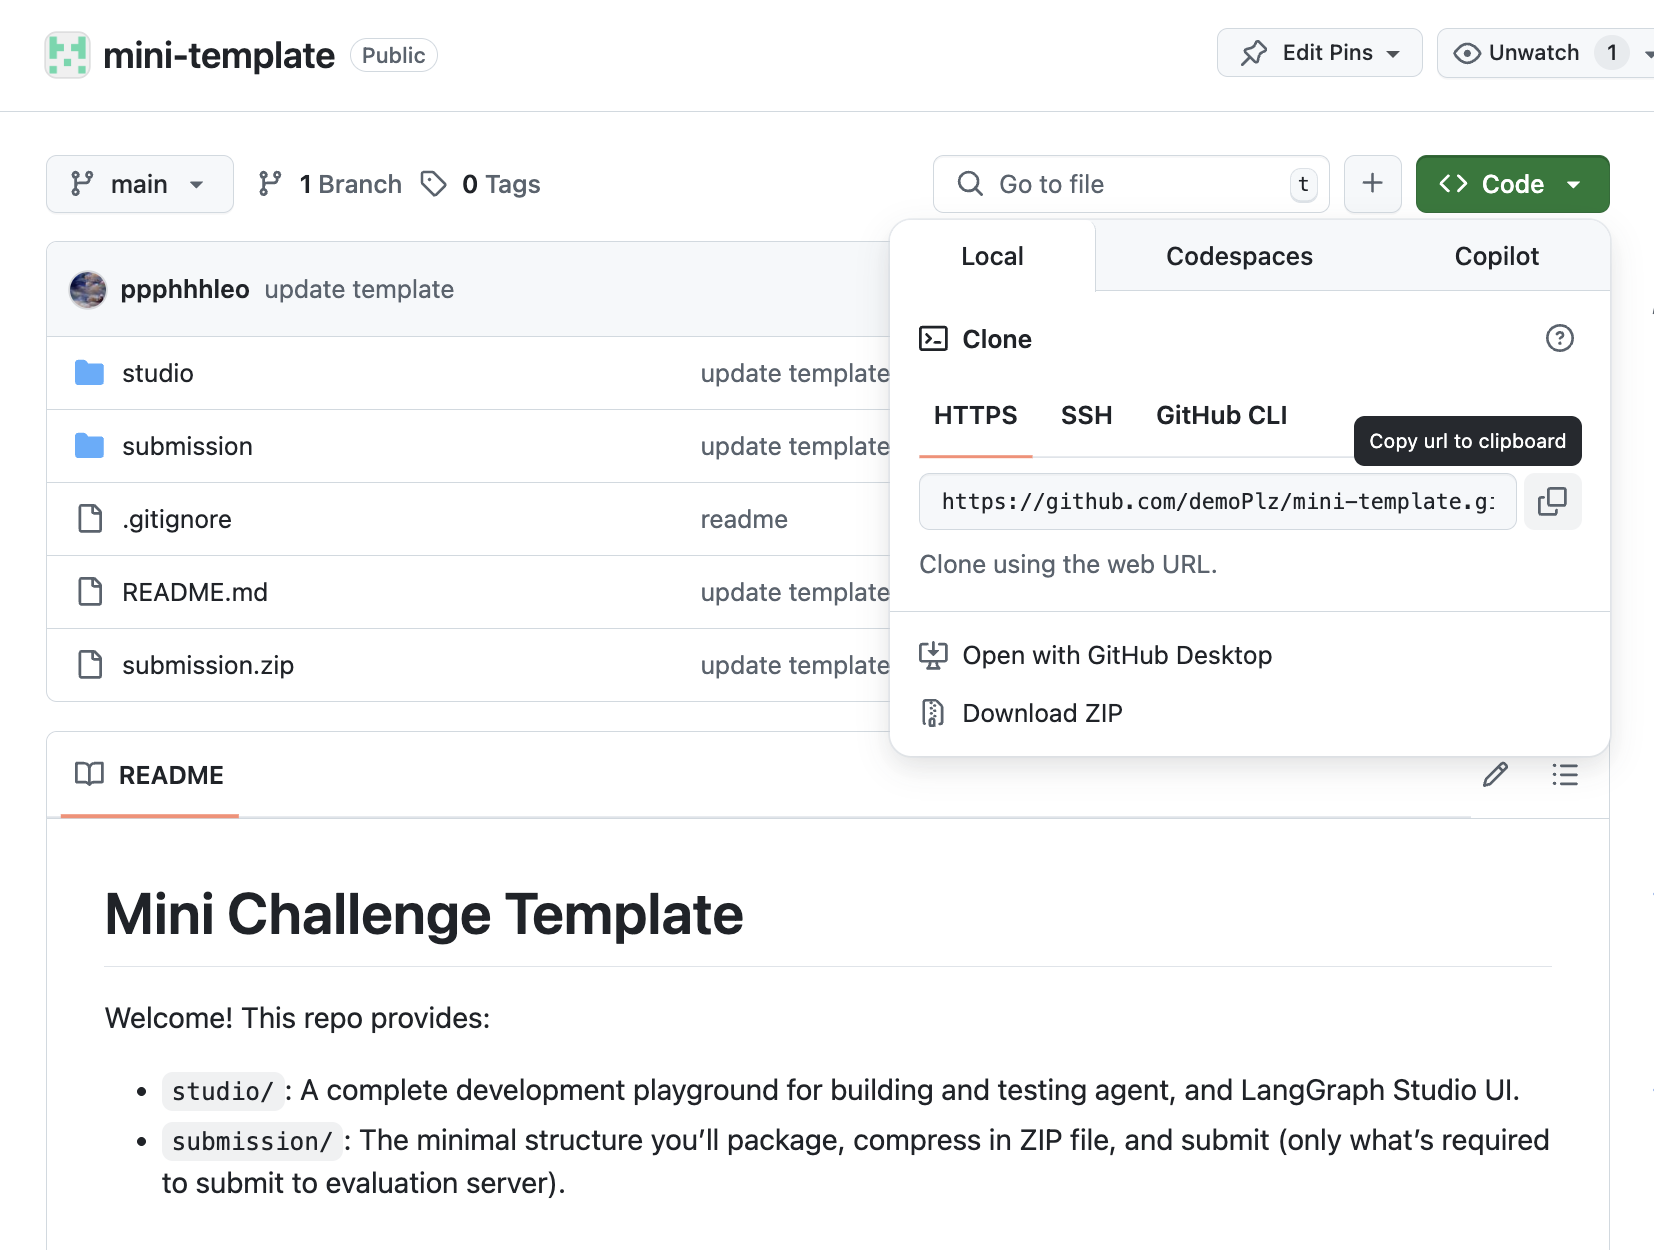 mini-template Public
Edit Pins
Unwatch 1
main
1 Branch
0 Tags
Go to file t
Code
ppphhhleo update template
studio update template
submission update template
.gitignore readme
README.md update template
submission.zip update template
Local Codespaces Copilot
Clone
HTTPS SSH GitHub CLI
Copy url to clipboard
https://github.com/demoPlz/mini-template.gi
Clone using the web URL.
Open with GitHub Desktop
Download ZIP
README
Mini Challenge Template
Welcome! This repo provides:
studio/: A complete development playground for building and testing agent, and LangGraph Studio UI.
submission/: The minimal structure you’ll package, compress in ZIP file, and submit (only what’s required
to submit to evaluation server).